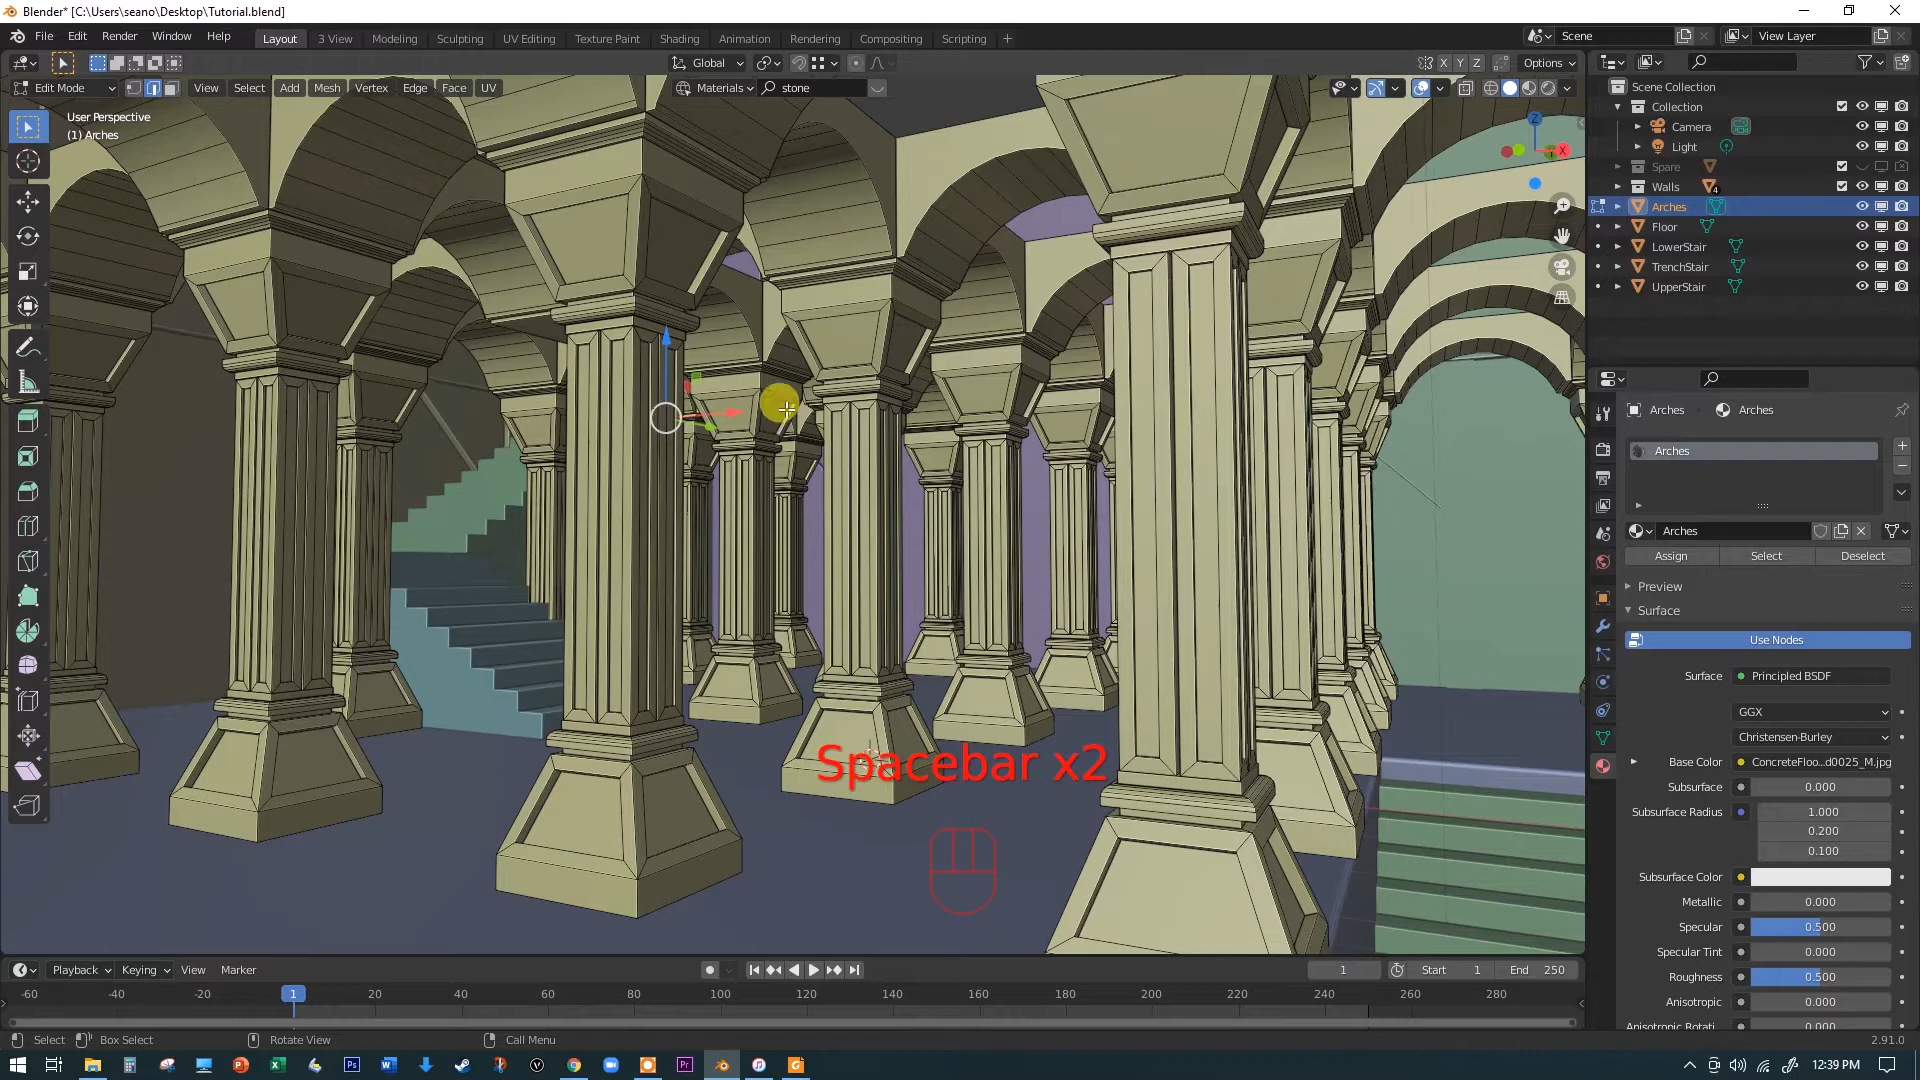 Blender* [C:\Users\seano\Desktop\Tutorial.blend]
File Edit Render Window Help
Layout 3 View Modeling Sculpting UV Editing Texture Paint Shading Animation Rendering Compositing Scripting +
Scene
View Layer
Global
X Y Z
Options
Edit Mode
View Select Add Mesh Vertex Edge Face UV
Materials
stone
User Perspective
(1) Arches
Z
X
Scene Collection
Collection
Camera
Light
Spare
Walls
4
Arches
Floor
LowerStair
TrenchStair
UpperStair
Arches Arches
Arches
Arches
Assign Select Deselect
Preview
Surface
Use Nodes
Surface Principled BSDF
GGX
Christensen-Burley
Base Color ConcreteFloo...d0025_M.jpg
Subsurface 0.000
Subsurface Radius 1.000
0.200
0.100
Subsurface Color
Metallic 0.000
Specular 0.500
Specular Tint 0.000
Roughness 0.500
Anisotropic 0.000
Anisotropic Rotati... 0.000
Spacebar x2
Playback Keying View Marker
1 Start 1 End 250
-60 -40 -20 1 20 40 60 80 100 120 140 160 180 200 220 240 260 280
Select Box Select Rotate View Call Menu
2.91.0
12:39 PM